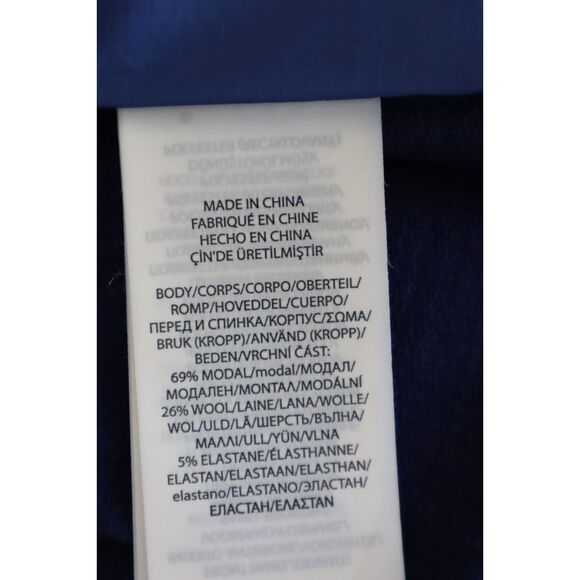 MADE IN CHINA
FABRIQUÉ EN CHINE
HECHO EN CHINA
ÇİN'DE ÜRETİLMİŞTİR
BODY/CORPS/CORPO/OBERTEIL/
ROMP/HOVEDDEL/CUERPO/
ПЕРЕД И СПИНКА/КОРПУС/ΣΩΜΑ/
BRUK (KROPP)/ANVÄND (KROPP)/
BEDEN/VRCHNÍ ČÁST:
69% MODAL/modal/МОДАЛ/
МОДАЛЕН/ΜΟΝΤΑΛ/MODÁLNÍ
26% WOOL/LAINE/LANA/WOLLE/
WOL/ULD/LÃ/ШЕРСТЬ/ВЪЛНА/
ΜΑΛΛΙ/ULL/YÜN/VLNA
5% ELASTANE/ÉLASTHANNE/
ELASTAN/ELASTAAN/ELASTHAN/
elastano/ELASTANO/ЭЛАСТАН/
ЕЛАСТАН/ΕΛΑΣΤΑΝ